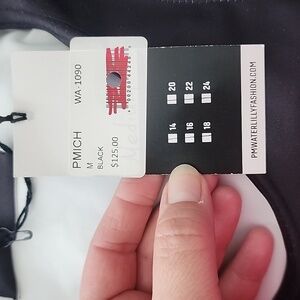 WA-1090
PMICH
M
BLACK
$125.00
20
22
24
14
16
18
PMWATERLILLYFASHION.COM